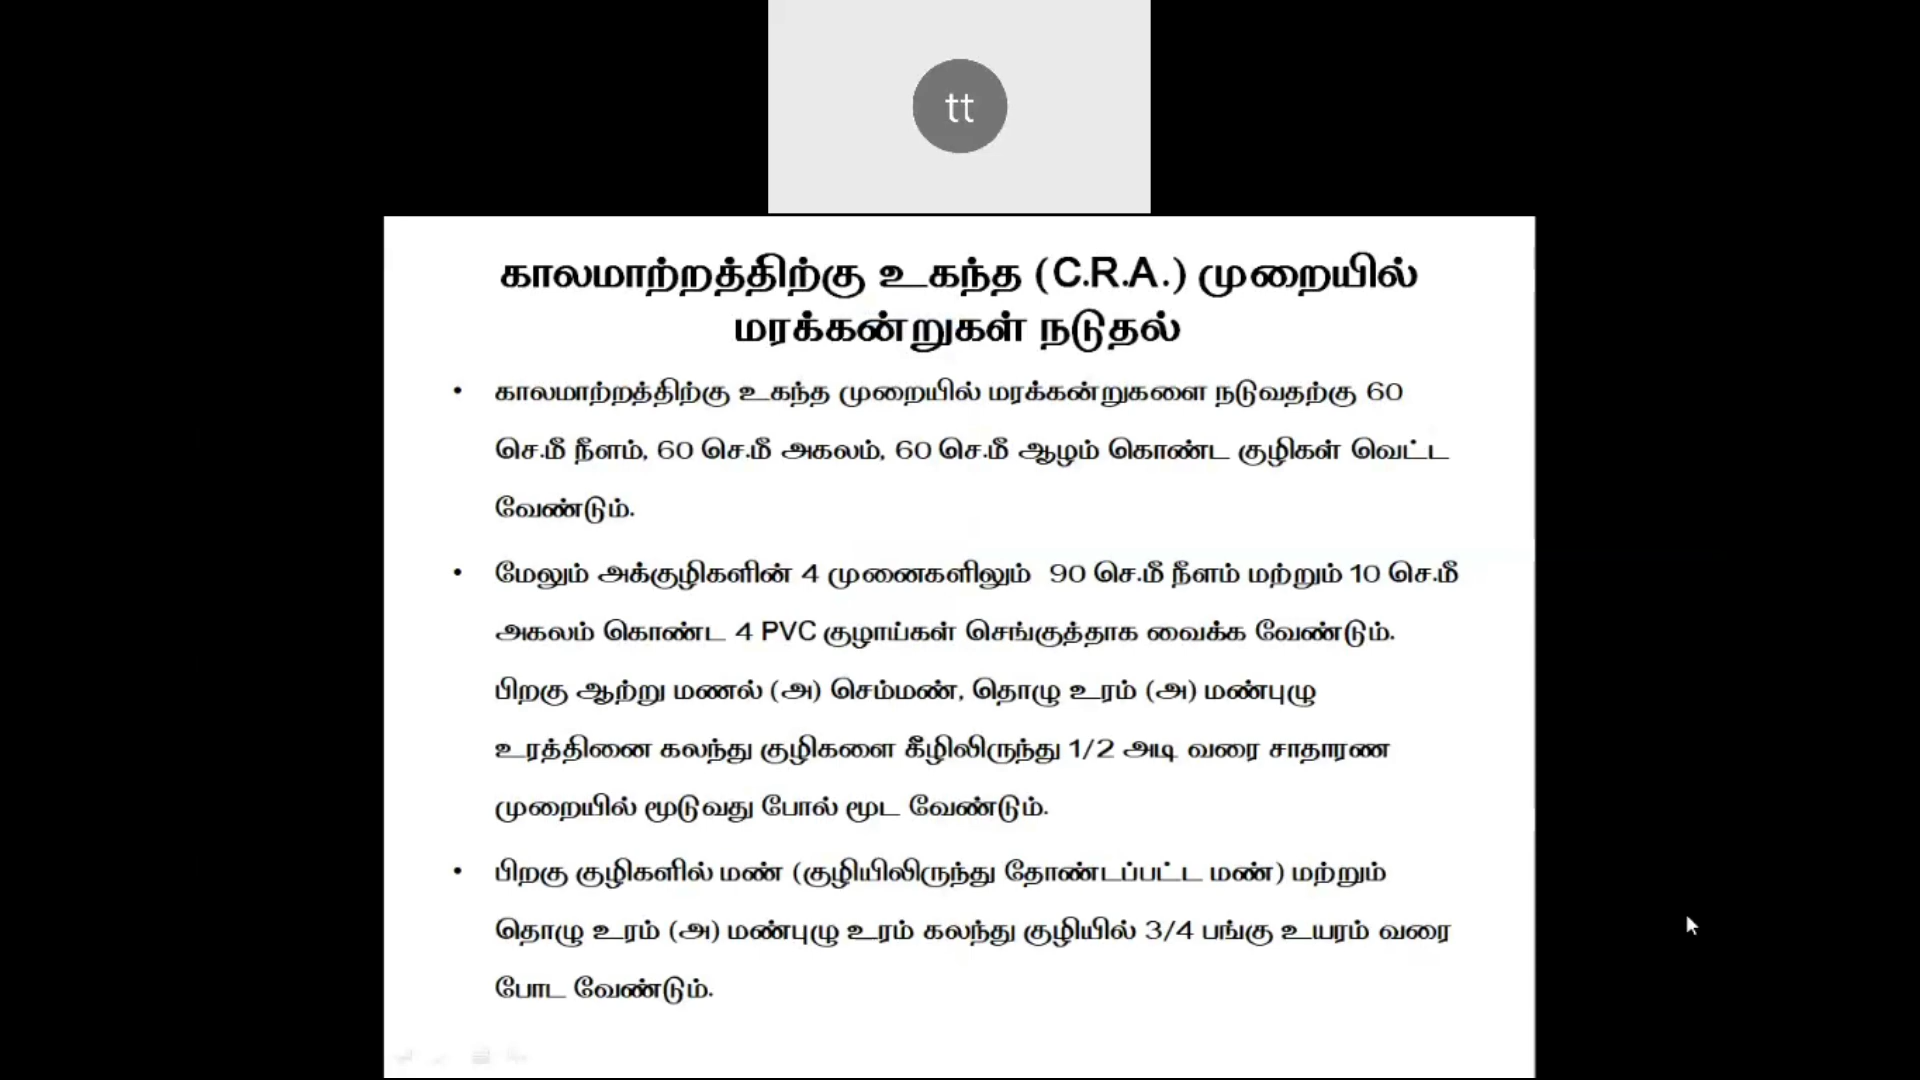 tt
காலமாற்றத்திற்கு உகந்த (C.R.A.) முறையில்
மரக்கன்றுகள் நடுதல்
• காலமாற்றத்திற்கு உகந்த முறையில் மரக்கன்றுகளை நடுவதற்கு 60
செ.மீ நீளம், 60 செ.மீ அகலம், 60 செ.மீ ஆழம் கொண்ட குழிகள் வெட்ட
வேண்டும்.
• மேலும் அக்குழிகளின் 4 முனைகளிலும் 90 செ.மீ நீளம் மற்றும் 10 செ.மீ
அகலம் கொண்ட 4 PVC குழாய்கள் செங்குத்தாக வைக்க வேண்டும்.
பிறகு ஆற்று மணல் (அ) செம்மண், தொழு உரம் (அ) மண்புழு
உரத்தினை கலந்து குழிகளை கீழிலிருந்து 1/2 அடி வரை சாதாரண
முறையில் மூடுவது போல் மூட வேண்டும்.
• பிறகு குழிகளில் மண் (குழியிலிருந்து தோண்டப்பட்ட மண்) மற்றும்
தொழு உரம் (அ) மண்புழு உரம் கலந்து குழியில் 3/4 பங்கு உயரம் வரை
போட வேண்டும்.